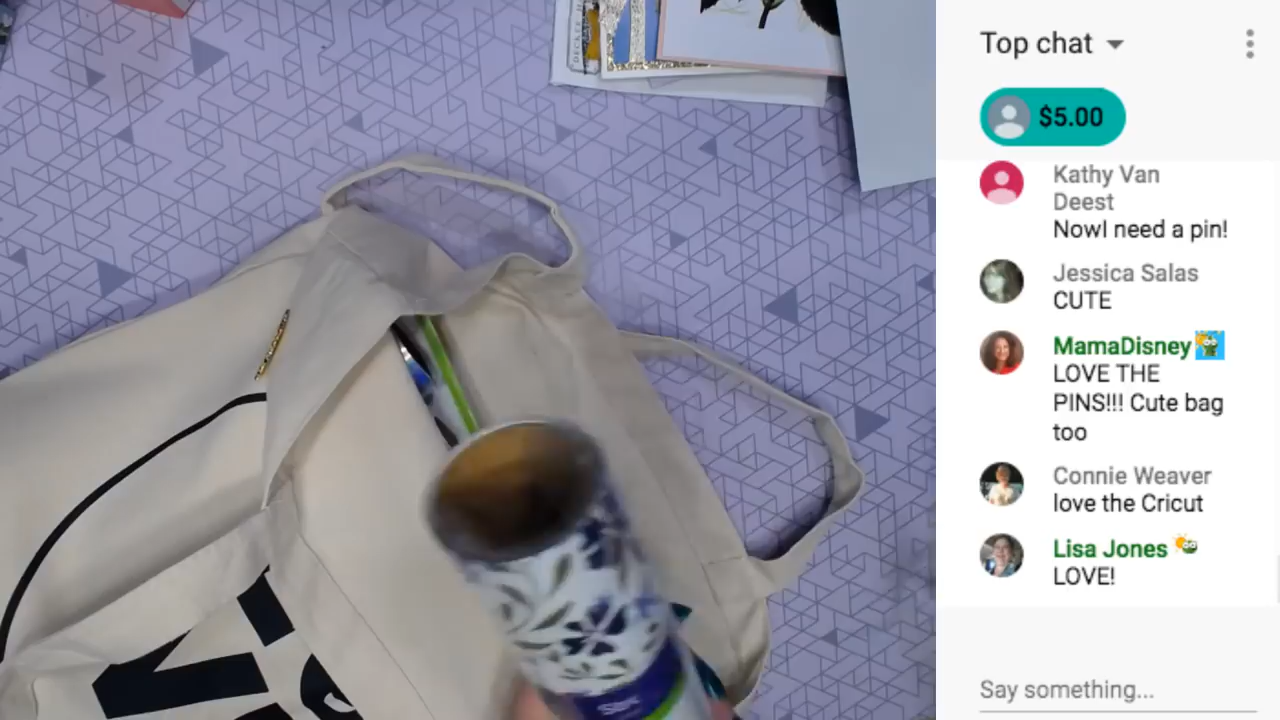 Top chat
$5.00
Kathy Van
Deest
NowI need a pin!
Jessica Salas
CUTE
MamaDisney
LOVE THE
PINS!!! Cute bag
too
Connie Weaver
love the Cricut
Lisa Jones
LOVE!
Say something...